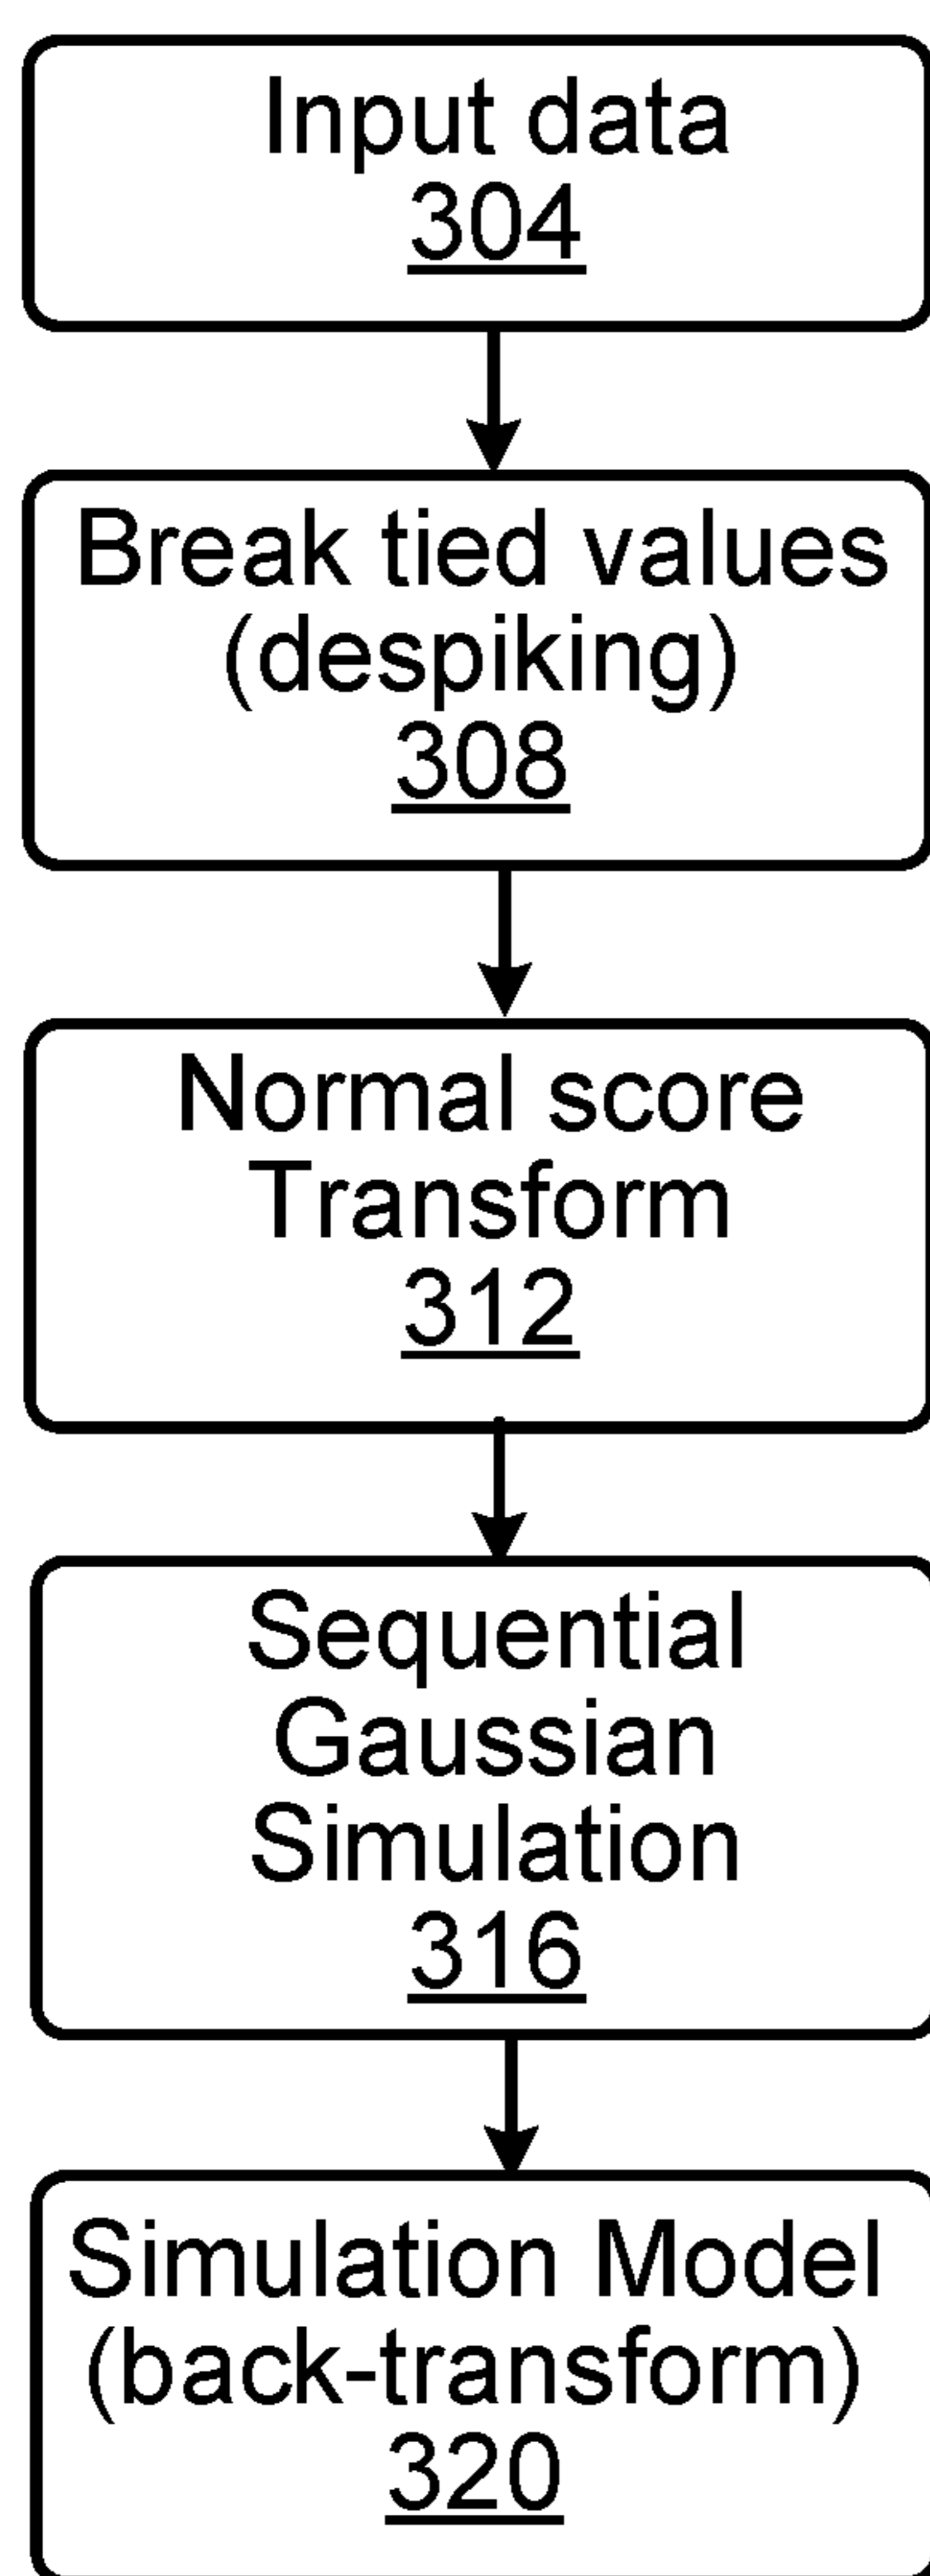 Input data
304
Break tied values
(despiking)
308
Normal score
Transform
312
Sequential
Gaussian
Simulation
316
Simulation Model
(back-transform)
320